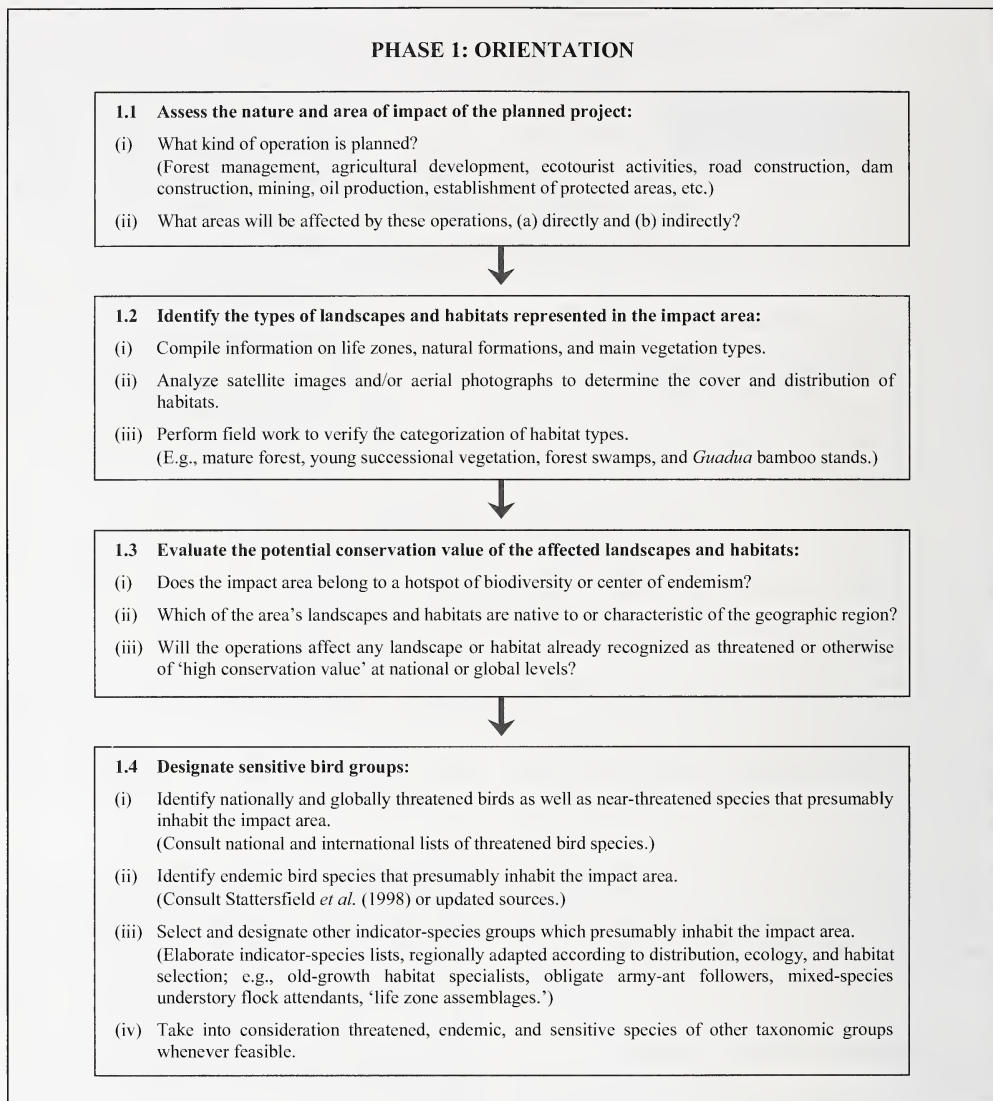 PHASE 1: ORIENTATION
1.1 Assess the nature and area of impact of the planned project:
(i) What kind of operation is planned?
(Forest management, agricultural development, ecotourist activities, road construction, dam
construction, mining, oil production, establishment of protected areas, etc.)
(ii) What areas will be affected by these operations, (a) directly and (b) indirectly?
1.2 Identify the types of landscapes and habitats represented in the impact area:
(i) Compile information on life zones, natural formations, and main vegetation types.
(ii) Analyze satellite images and/or aerial photographs to determine the cover and distribution of
habitats.
(iii) Perform field work to verify the categorization of habitat types.
(E.g., mature forest, young successional vegetation, forest swamps, and Guadua bamboo stands.)
1.3 Evaluate the potential conservation value of the affected landscapes and habitats:
(i) Does the impact area belong to a hotspot of biodiversity or center of endemism?
(ii) Which of the area's landscapes and habitats are native to or characteristic of the geographic region?
(iii) Will the operations affect any landscape or habitat already recognized as threatened or otherwise
of 'high conservation value' at national or global levels?
1.4 Designate sensitive bird groups:
(i) Identify nationally and globally threatened birds as well as near-threatened species that presumably
inhabit the impact area.
(Consult national and international lists of threatened bird species.)
(ii) Identify endemic bird species that presumably inhabit the impact area.
(Consult Stattersfield et al. (1998) or updated sources.)
(iii) Select and designate other indicator-species groups which presumably inhabit the impact area.
(Elaborate indicator-species lists, regionally adapted according to distribution, ecology, and habitat
selection; e.g., old-growth habitat specialists, obligate army-ant followers, mixed-species
understory flock attendants, 'life zone assemblages.')
(iv) Take into consideration threatened, endemic, and sensitive species of other taxonomic groups
whenever feasible.